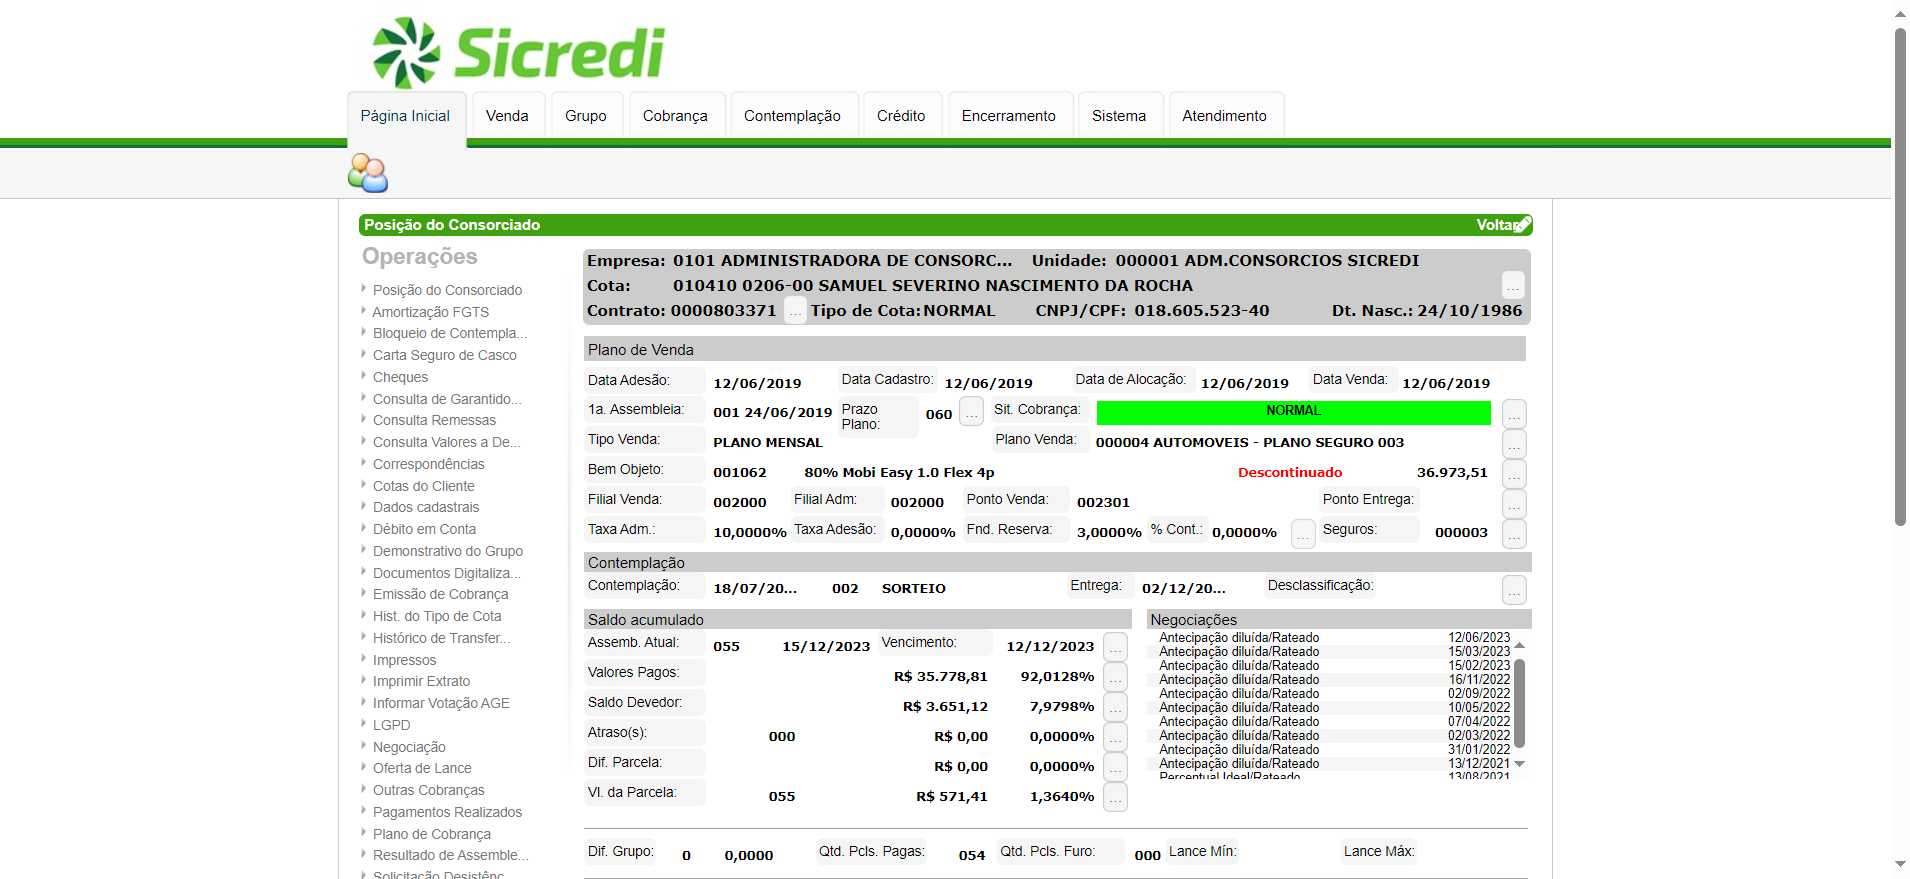 Sicredi
Página Inicial Venda Grupo Cobrança Contemplação Crédito Encerramento Sistema Atendimento
Posição do Consorciado Voltar
Operações
Posição do Consorciado
Amortização FGTS
Bloqueio de Contempla...
Carta Seguro de Casco
Cheques
Consulta de Garantido...
Consulta Remessas
Consulta Valores a De...
Correspondências
Cotas do Cliente
Dados cadastrais
Débito em Conta
Demonstrativo do Grupo
Documentos Digitaliza...
Emissão de Cobrança
Hist. do Tipo de Cota
Histórico de Transfer...
Impressos
Imprimir Extrato
Informar Votação AGE
LGPD
Negociação
Oferta de Lance
Outras Cobranças
Pagamentos Realizados
Plano de Cobrança
Resultado de Assemble...
Solicitação Desistênc
Empresa: 0101 ADMINISTRADORA DE CONSORC... Unidade: 000001 ADM.CONSORCIOS SICREDI
Cota: 010410 0206-00 SAMUEL SEVERINO NASCIMENTO DA ROCHA ...
Contrato: 0000803371 ... Tipo de Cota: NORMAL CNPJ/CPF: 018.605.523-40 Dt. Nasc.: 24/10/1986
Plano de Venda
Data Adesão: 12/06/2019 Data Cadastro: 12/06/2019 Data de Alocação: 12/06/2019 Data Venda: 12/06/2019
1a. Assembleia: 001 24/06/2019 Prazo Plano: 060 ... Sit. Cobrança: NORMAL ...
Tipo Venda: PLANO MENSAL Plano Venda: 000004 AUTOMOVEIS - PLANO SEGURO 003 ...
Bem Objeto: 001062 80% Mobi Easy 1.0 Flex 4p Descontinuado 36.973,51 ...
Filial Venda: 002000 Filial Adm: 002000 Ponto Venda: 002301 Ponto Entrega: ...
Taxa Adm.: 10,0000% Taxa Adesão: 0,0000% Fnd. Reserva: 3,0000% % Cont.: 0,0000% ... Seguros: 000003 ...
Contemplação
Contemplação: 18/07/20... 002 SORTEIO Entrega: 02/12/20... Desclassificação: ...
Saldo acumulado
Assemb. Atual: 055 15/12/2023 Vencimento: 12/12/2023 ...
Valores Pagos: R$ 35.778,81 92,0128% ...
Saldo Devedor: R$ 3.651,12 7,9798% ...
Atraso(s): 000 R$ 0,00 0,0000% ...
Dif. Parcela: R$ 0,00 0,0000% ...
Vl. da Parcela: 055 R$ 571,41 1,3640% ...
Negociações
Antecipação diluída/Rateado 12/06/2023
Antecipação diluída/Rateado 15/03/2023
Antecipação diluída/Rateado 15/02/2023
Antecipação diluída/Rateado 16/11/2022
Antecipação diluída/Rateado 02/09/2022
Antecipação diluída/Rateado 10/05/2022
Antecipação diluída/Rateado 07/04/2022
Antecipação diluída/Rateado 02/03/2022
Antecipação diluída/Rateado 31/01/2022
Antecipação diluída/Rateado 13/12/2021
Percentual Ideal/Rateado 13/08/2021
Dif. Grupo: 0 0,0000 Qtd. Pcls. Pagas: 054 Qtd. Pcls. Furo: 000 Lance Mín: Lance Máx: